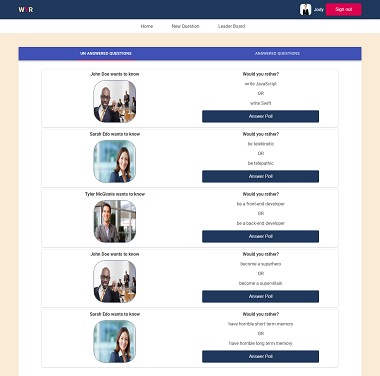 WYR
Jody
Sign out
Home
New Question
Leader Board
UN ANSWERED QUESTIONS
ANSWERED QUESTIONS
John Doe wants to know
Would you rather?
write JavaScript
OR
write Swift
Answer Poll
Sarah Edo wants to know
Would you rather?
be telekinetic
OR
be telepathic
Answer Poll
Tyler McGinnis wants to know
Would you rather?
be a front-end developer
OR
be a back-end developer
Answer Poll
John Doe wants to know
Would you rather?
become a superhero
OR
become a supervillain
Answer Poll
Sarah Edo wants to know
Would you rather?
have horrible short term memory
OR
have horrible long term memory
Answer Poll